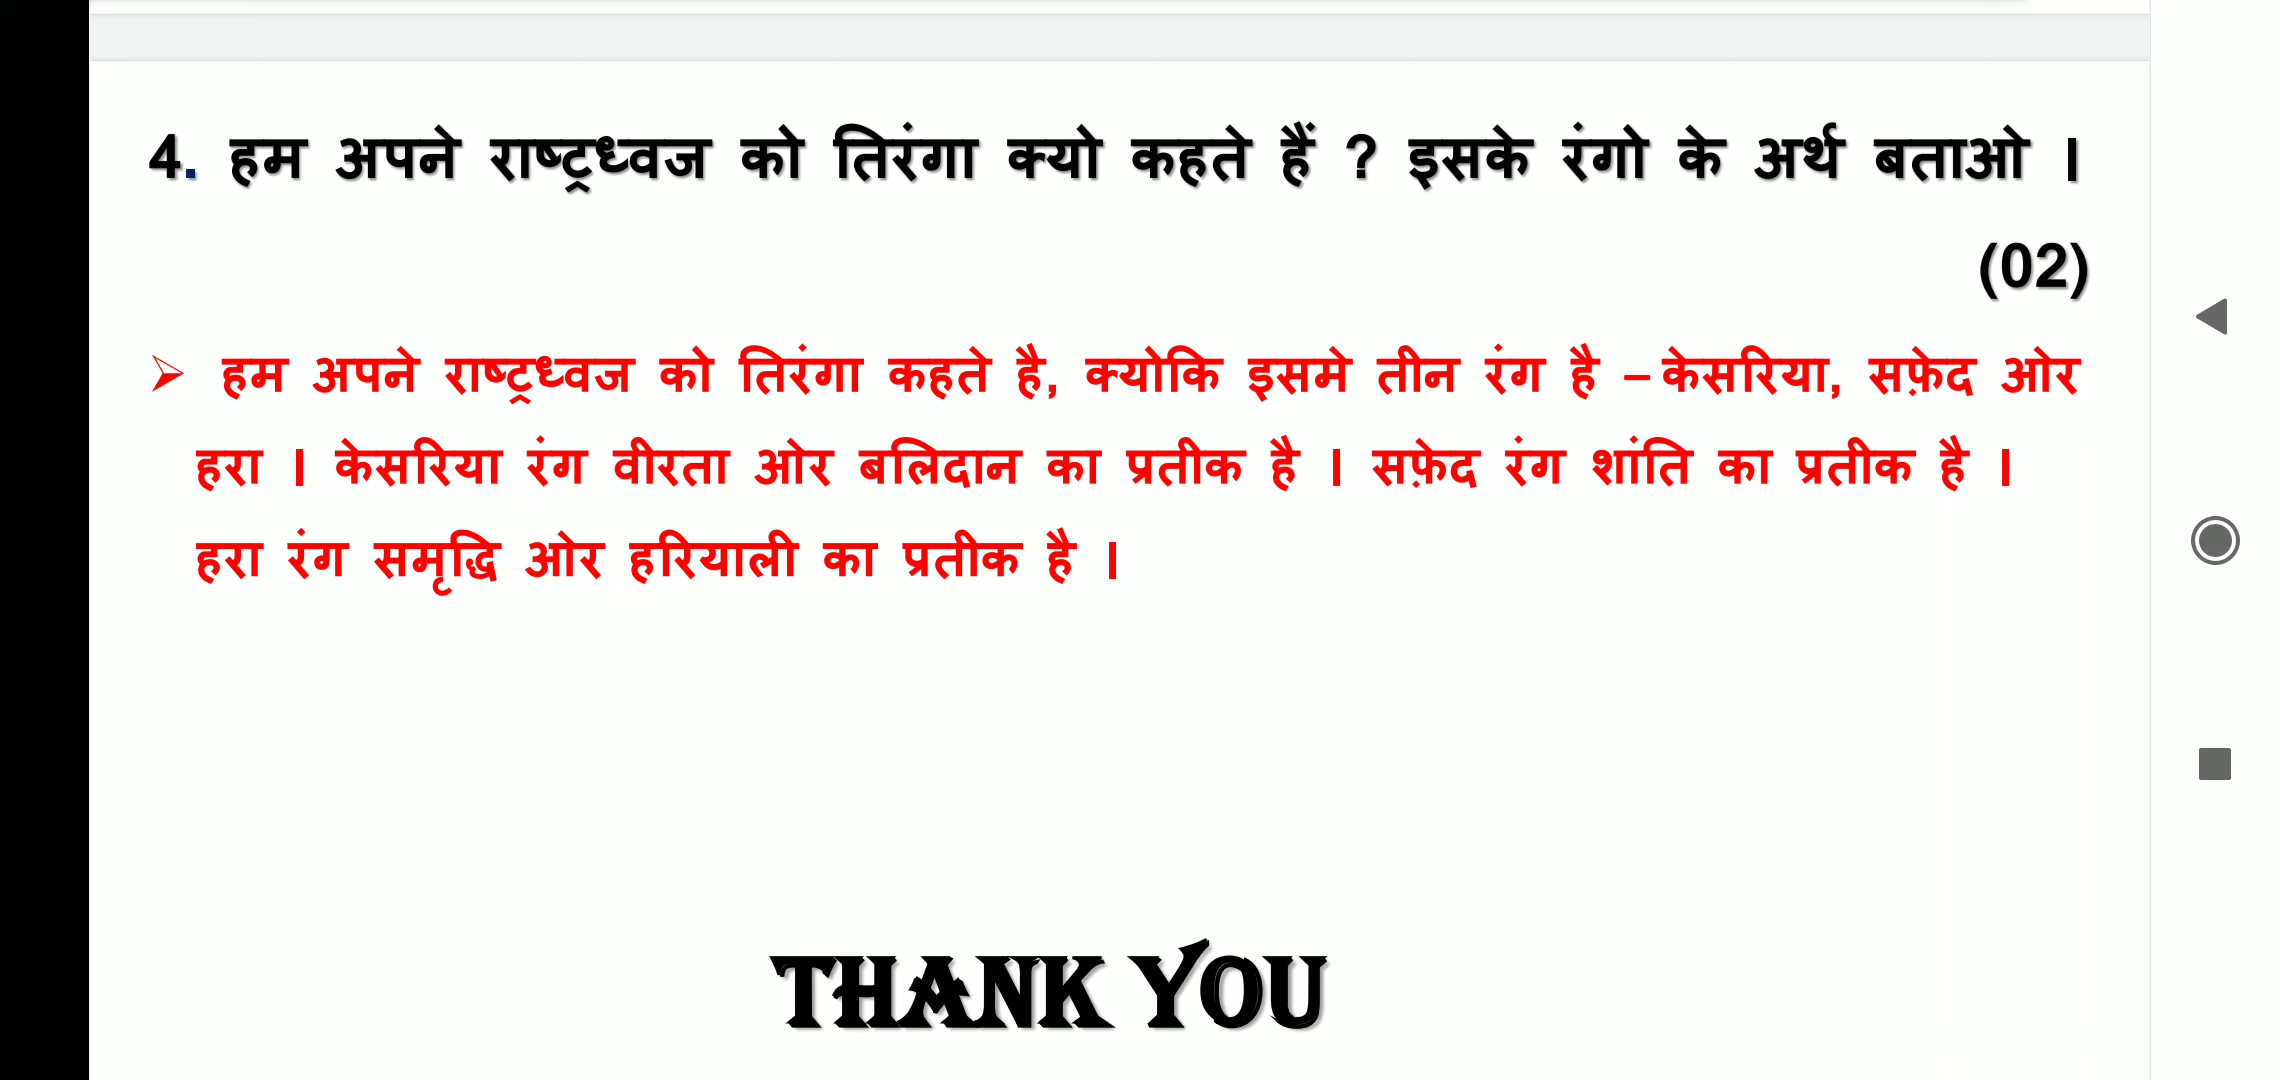 4. हम अपने राष्ट्रध्वज को तिरंगा क्यो कहते हैं ? इसके रंगो के अर्थ बताओ ।
(02)
➢ हम अपने राष्ट्रध्वज को तिरंगा कहते है, क्योकि इसमे तीन रंग है – केसरिया, सफ़ेद ओर
हरा । केसरिया रंग वीरता ओर बलिदान का प्रतीक है । सफ़ेद रंग शांति का प्रतीक है ।
हरा रंग समृद्धि ओर हरियाली का प्रतीक है ।
THANK YOU